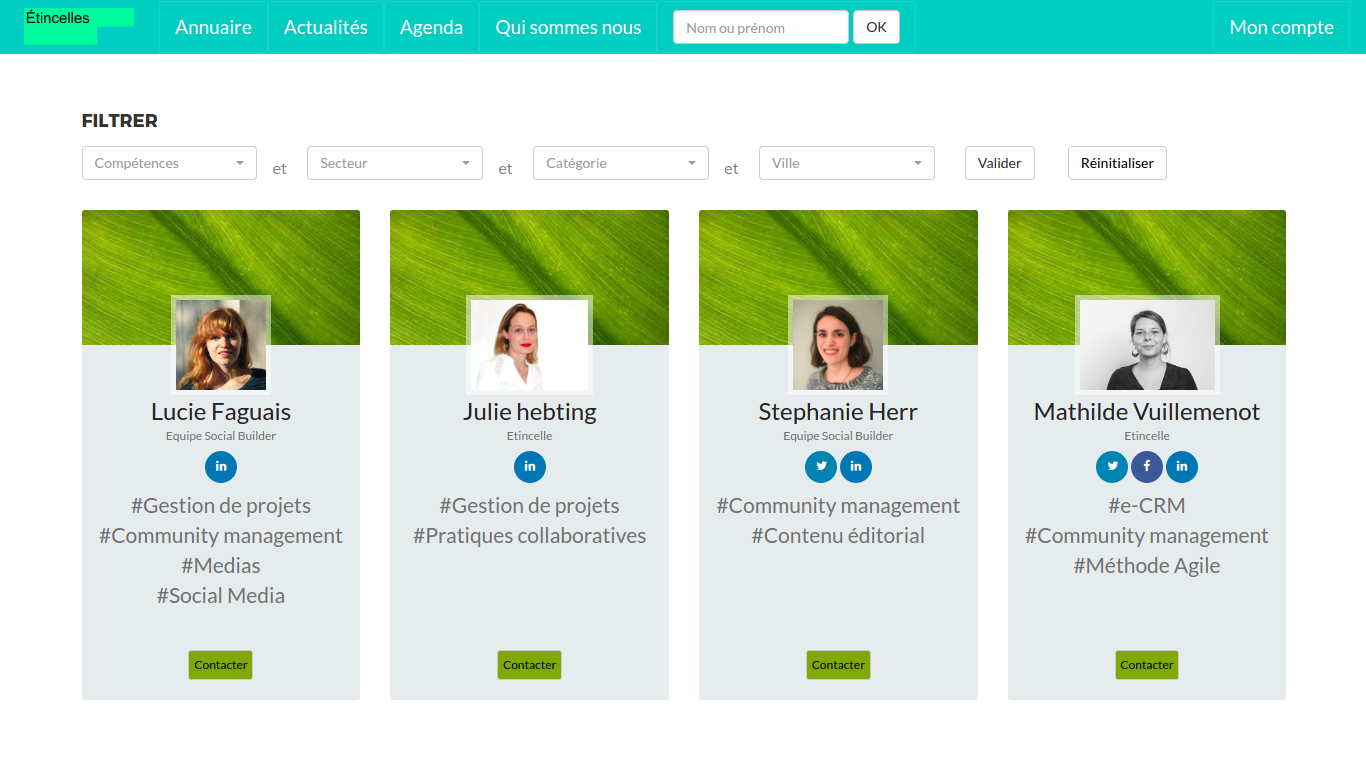 Étincelles
Annuaire
Actualités
Agenda
Qui sommes nous
Nom ou prénom
OK
Mon compte
FILTRER
Compétences et Secteur et Catégorie et Ville Valider Réinitialiser
Lucie Faguais
Equipe Social Builder
in
#Gestion de projets
#Community management
#Medias
#Social Media
Contacter
Julie hebting
Etincelle
in
#Gestion de projets
#Pratiques collaboratives
Contacter
Stephanie Herr
Equipe Social Builder
in
#Community management
#Contenu éditorial
Contacter
Mathilde Vuillemenot
Etincelle
f in
#e-CRM
#Community management
#Méthode Agile
Contacter